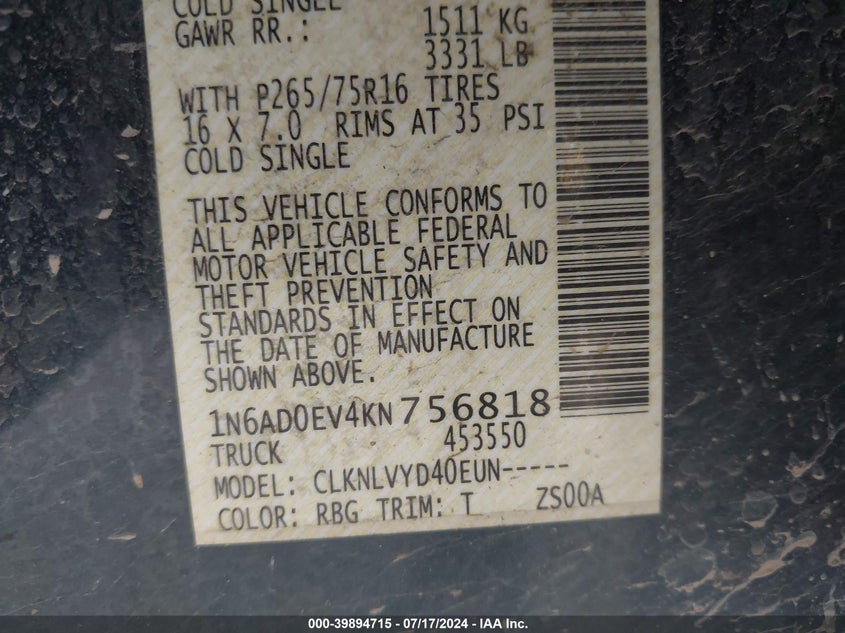 COLD SINGLE
GAWR RR.: 1511 KG
3331 LB
WITH P265/75R16 TIRES
16 X 7.0 RIMS AT 35 PSI
COLD SINGLE
THIS VEHICLE CONFORMS TO
ALL APPLICABLE FEDERAL
MOTOR VEHICLE SAFETY AND
THEFT PREVENTION
STANDARDS IN EFFECT ON
THE DATE OF MANUFACTURE
SHOWN ABOVE.
1N6AD0EV4KN756818
TRUCK 453550
MODEL: CLKNLVYD40EUN-----
COLOR: RBG TRIM: T ZS00A
000-39894715 - 07/17/2024 - IAA Inc.